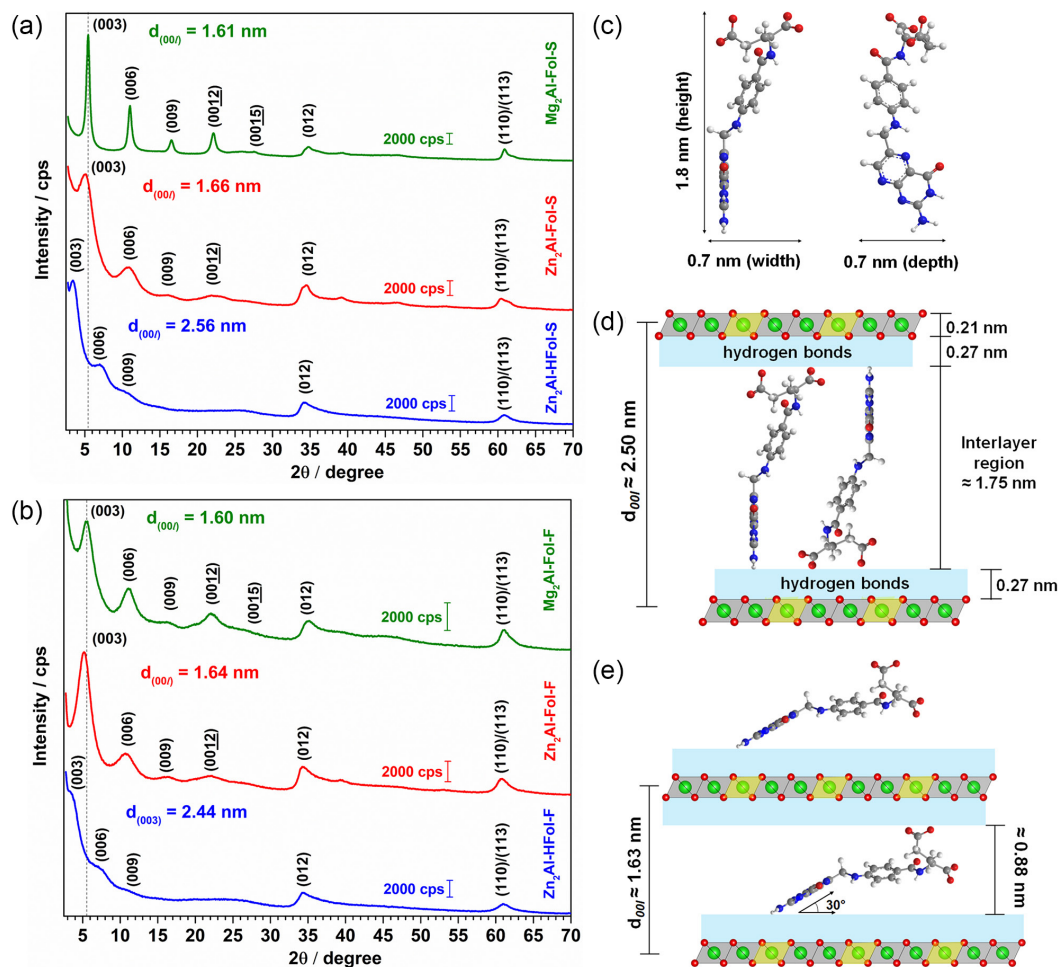 (a)
(003)
d(00l) = 1.61 nm
(006)
(009)
(0012)
(0015)
(012)
(110)/(113)
2000 cps
Mg2Al-Fol-S
(003)
d(00l) = 1.66 nm
(006)
(009)
(0012)
(012)
(110)/(113)
2000 cps
Zn2Al-Fol-S
(003)
d(00l) = 2.56 nm
(006)
(009)
(012)
(110)/(113)
2000 cps
Zn2Al-HFol-S
Intensity / cps
5 10 15 20 25 30 35 40 45 50 55 60 65 70
2θ / degree
(b)
(003)
d(00l) = 1.60 nm
(006)
(009)
(0012)
(0015)
(012)
(110)/(113)
2000 cps
Mg2Al-Fol-F
(003)
d(00l) = 1.64 nm
(006)
(009)
(0012)
(012)
(110)/(113)
2000 cps
Zn2Al-Fol-F
(003)
d(003) = 2.44 nm
(006)
(009)
(012)
(110)/(113)
2000 cps
Zn2Al-HFol-F
Intensity / cps
5 10 15 20 25 30 35 40 45 50 55 60 65 70
2θ / degree
(c)
1.8 nm (height)
0.7 nm (width)
0.7 nm (depth)
(d)
0.21 nm
hydrogen bonds
0.27 nm
d00l ≈ 2.50 nm
Interlayer
region
≈ 1.75 nm
hydrogen bonds
0.27 nm
(e)
d00l ≈ 1.63 nm
≈ 0.88 nm
30°